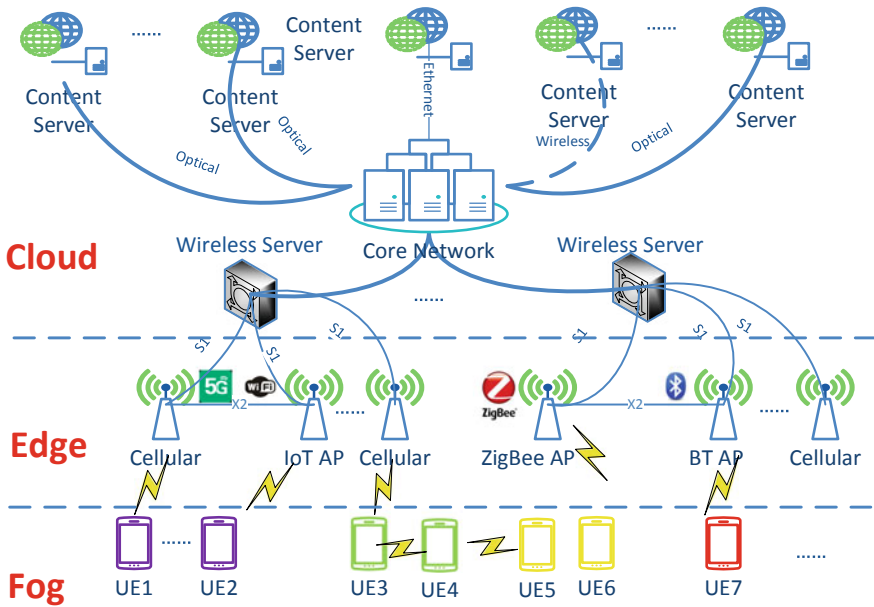 ......
......
Content
Server
Content
Server
Content
Server
Content
Server
Content
Server
Ethernet
Optical
Optical
Wireless
Optical
Wireless Server
Core Network
Wireless Server
Cloud
......
S1
S1
S1
S1
S1
S1
5G
WiFi
ZigBee®
X2
......
X2
......
Edge
Cellular
IoT AP
Cellular
ZigBee AP
BT AP
Cellular
......
......
UE1
UE2
UE3
UE4
UE5
UE6
UE7
Fog